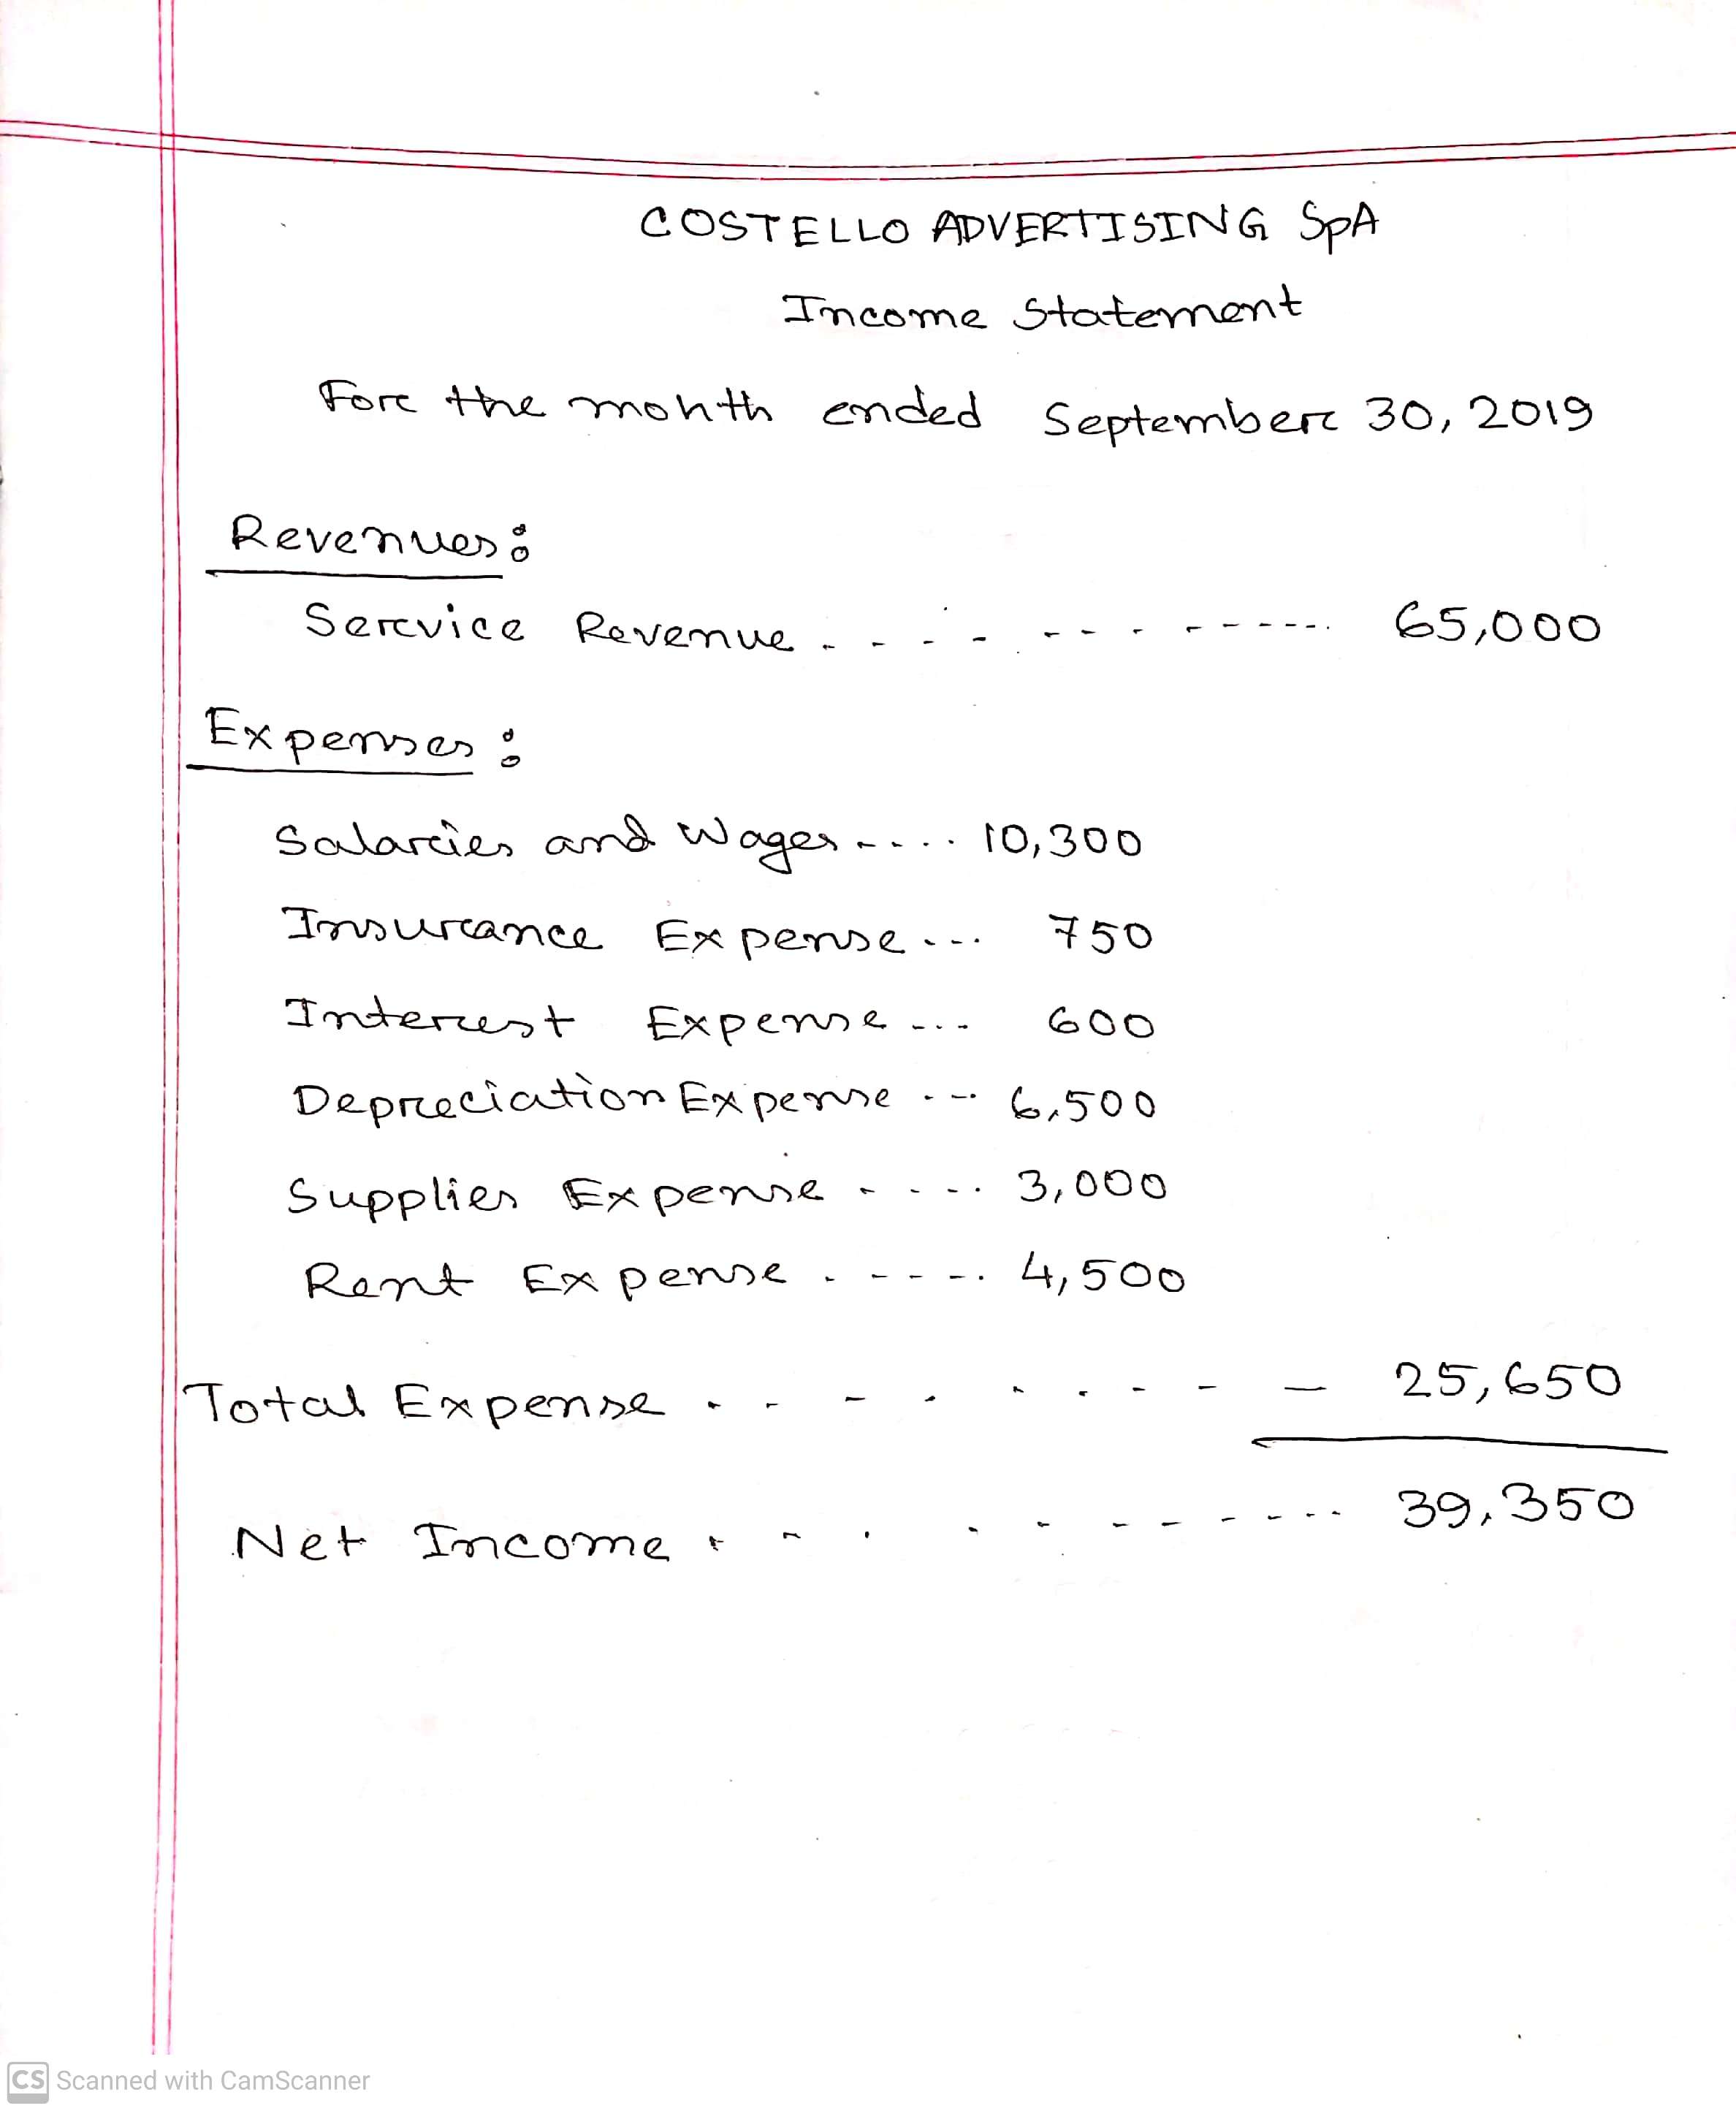 COSTELLO ADVERTISING SpA
Income Statement
For the month ended September 30, 2019
Revenues:
Service Revenue . - . - . - - . - - - - - . 65,000
Expenses:
Salaries and Wages ..... 10,300
Insurance Expense ... 750
Interest Expense ... 600
Depreciation Expense ... 6,500
Supplies Expense ..... 3,000
Rent Expense . - - - - . 4,500
Total Expense . . - . - . - - - 25,650
Net Income . - . . - - - - - - . . 39,350
CS Scanned with CamScanner